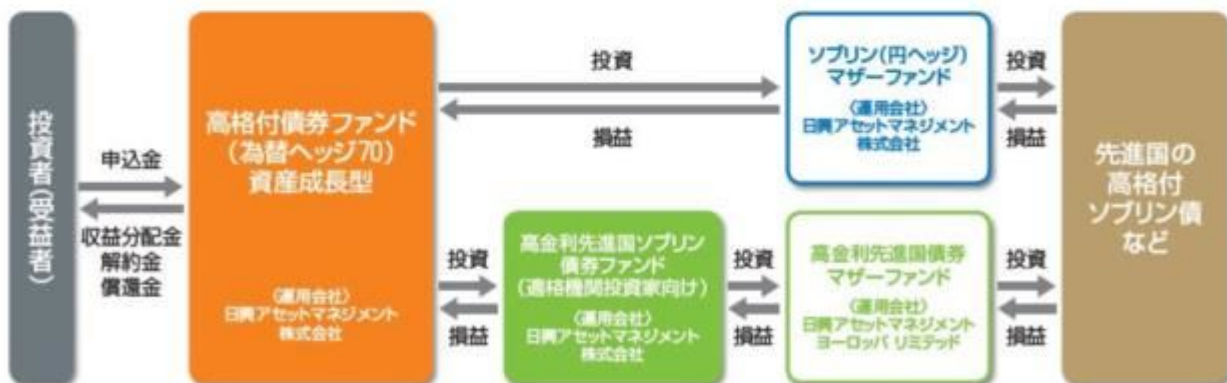 投資者(受益者)
申込金
収益分配金
解約金
償還金
高格付債券ファンド
(為替ヘッジ70)
資産成長型
〈運用会社〉
日興アセットマネジメント
株式会社
投資
損益
ソブリン(円ヘッジ)
マザーファンド
〈運用会社〉
日興アセットマネジメント
株式会社
投資
損益
投資
損益
高金利先進国ソブリン
債券ファンド
(適格機関投資家向け)
〈運用会社〉
日興アセットマネジメント
株式会社
投資
損益
高金利先進国債券
マザーファンド
〈運用会社〉
日興アセットマネジメント
ヨーロッパ リミテッド
投資
損益
先進国の
高格付
ソブリン債
など